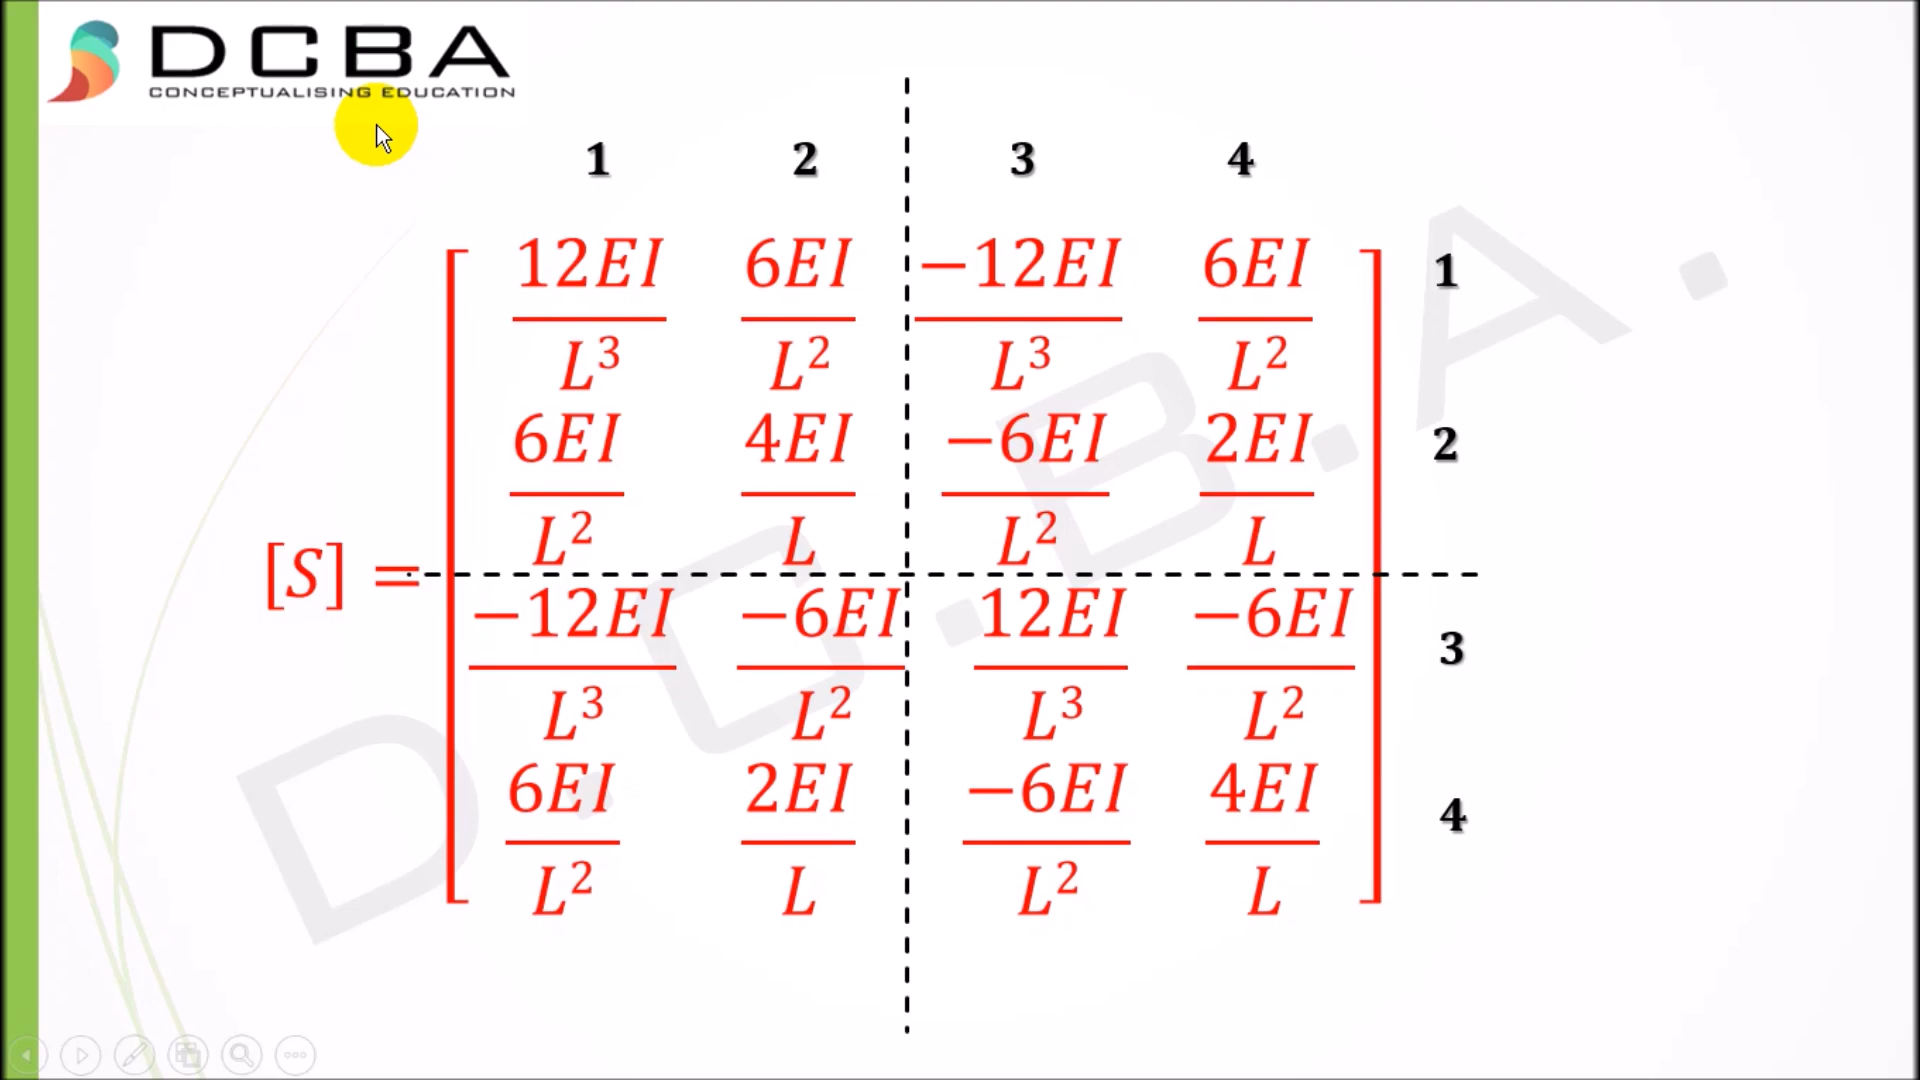 DCBA
CONCEPTUALISING EDUCATION
1 2 3 4
[S] =
12EI/L³ 6EI/L² −12EI/L³ 6EI/L² 1
6EI/L² 4EI/L −6EI/L² 2EI/L 2
−12EI/L³ −6EI/L² 12EI/L³ −6EI/L² 3
6EI/L² 2EI/L −6EI/L² 4EI/L 4
D.C.B.A.